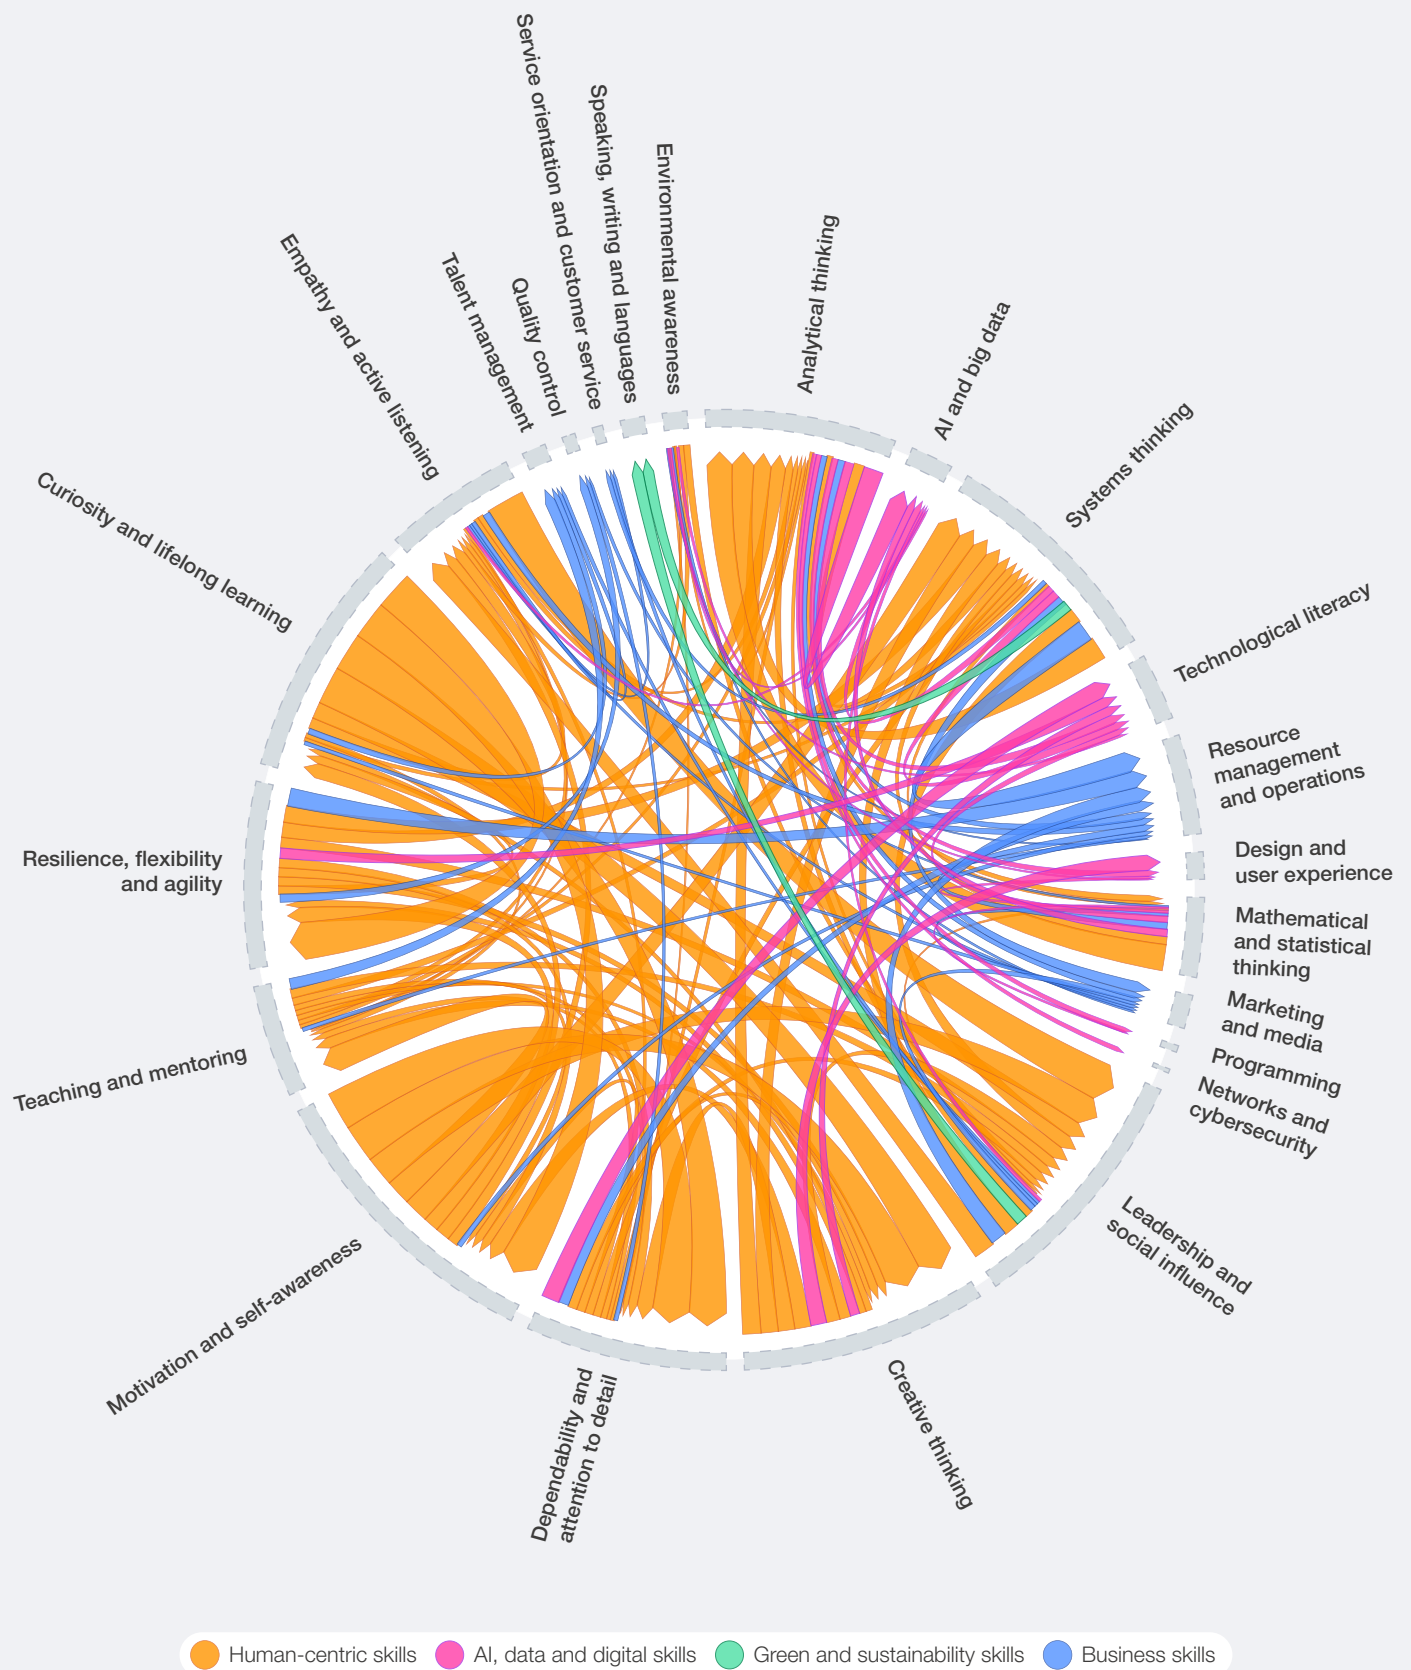 Service orientation and customer service
Speaking, writing and languages
Environmental awareness
Analytical thinking
AI and big data
Systems thinking
Technological literacy
Resource
management
and operations
Design and
user experience
Mathematical
and statistical
thinking
Marketing
and media
Programming
Networks and
cybersecurity
Leadership and
social influence
Creative thinking
Dependability and
attention to detail
Motivation and self-awareness
Teaching and mentoring
Resilience, flexibility
and agility
Curiosity and lifelong learning
Empathy and active listening
Talent management
Quality control
Human-centric skills
AI, data and digital skills
Green and sustainability skills
Business skills